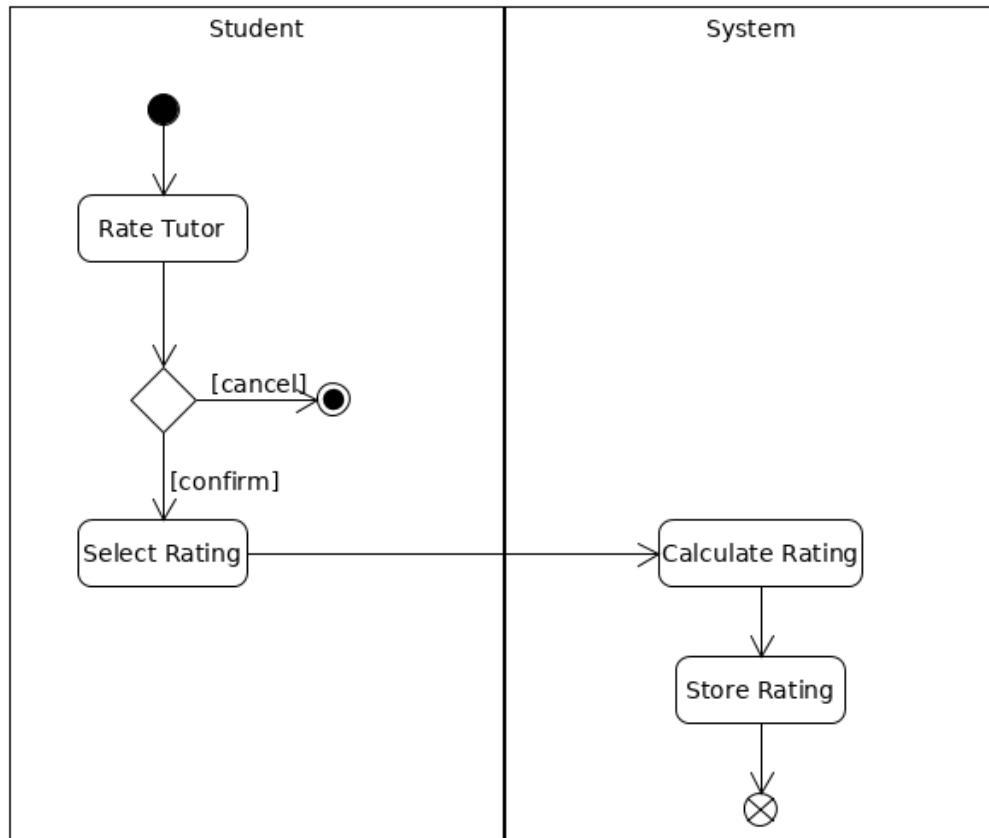 Student
System
Rate Tutor
[cancel]
[confirm]
Select Rating
Calculate Rating
Store Rating